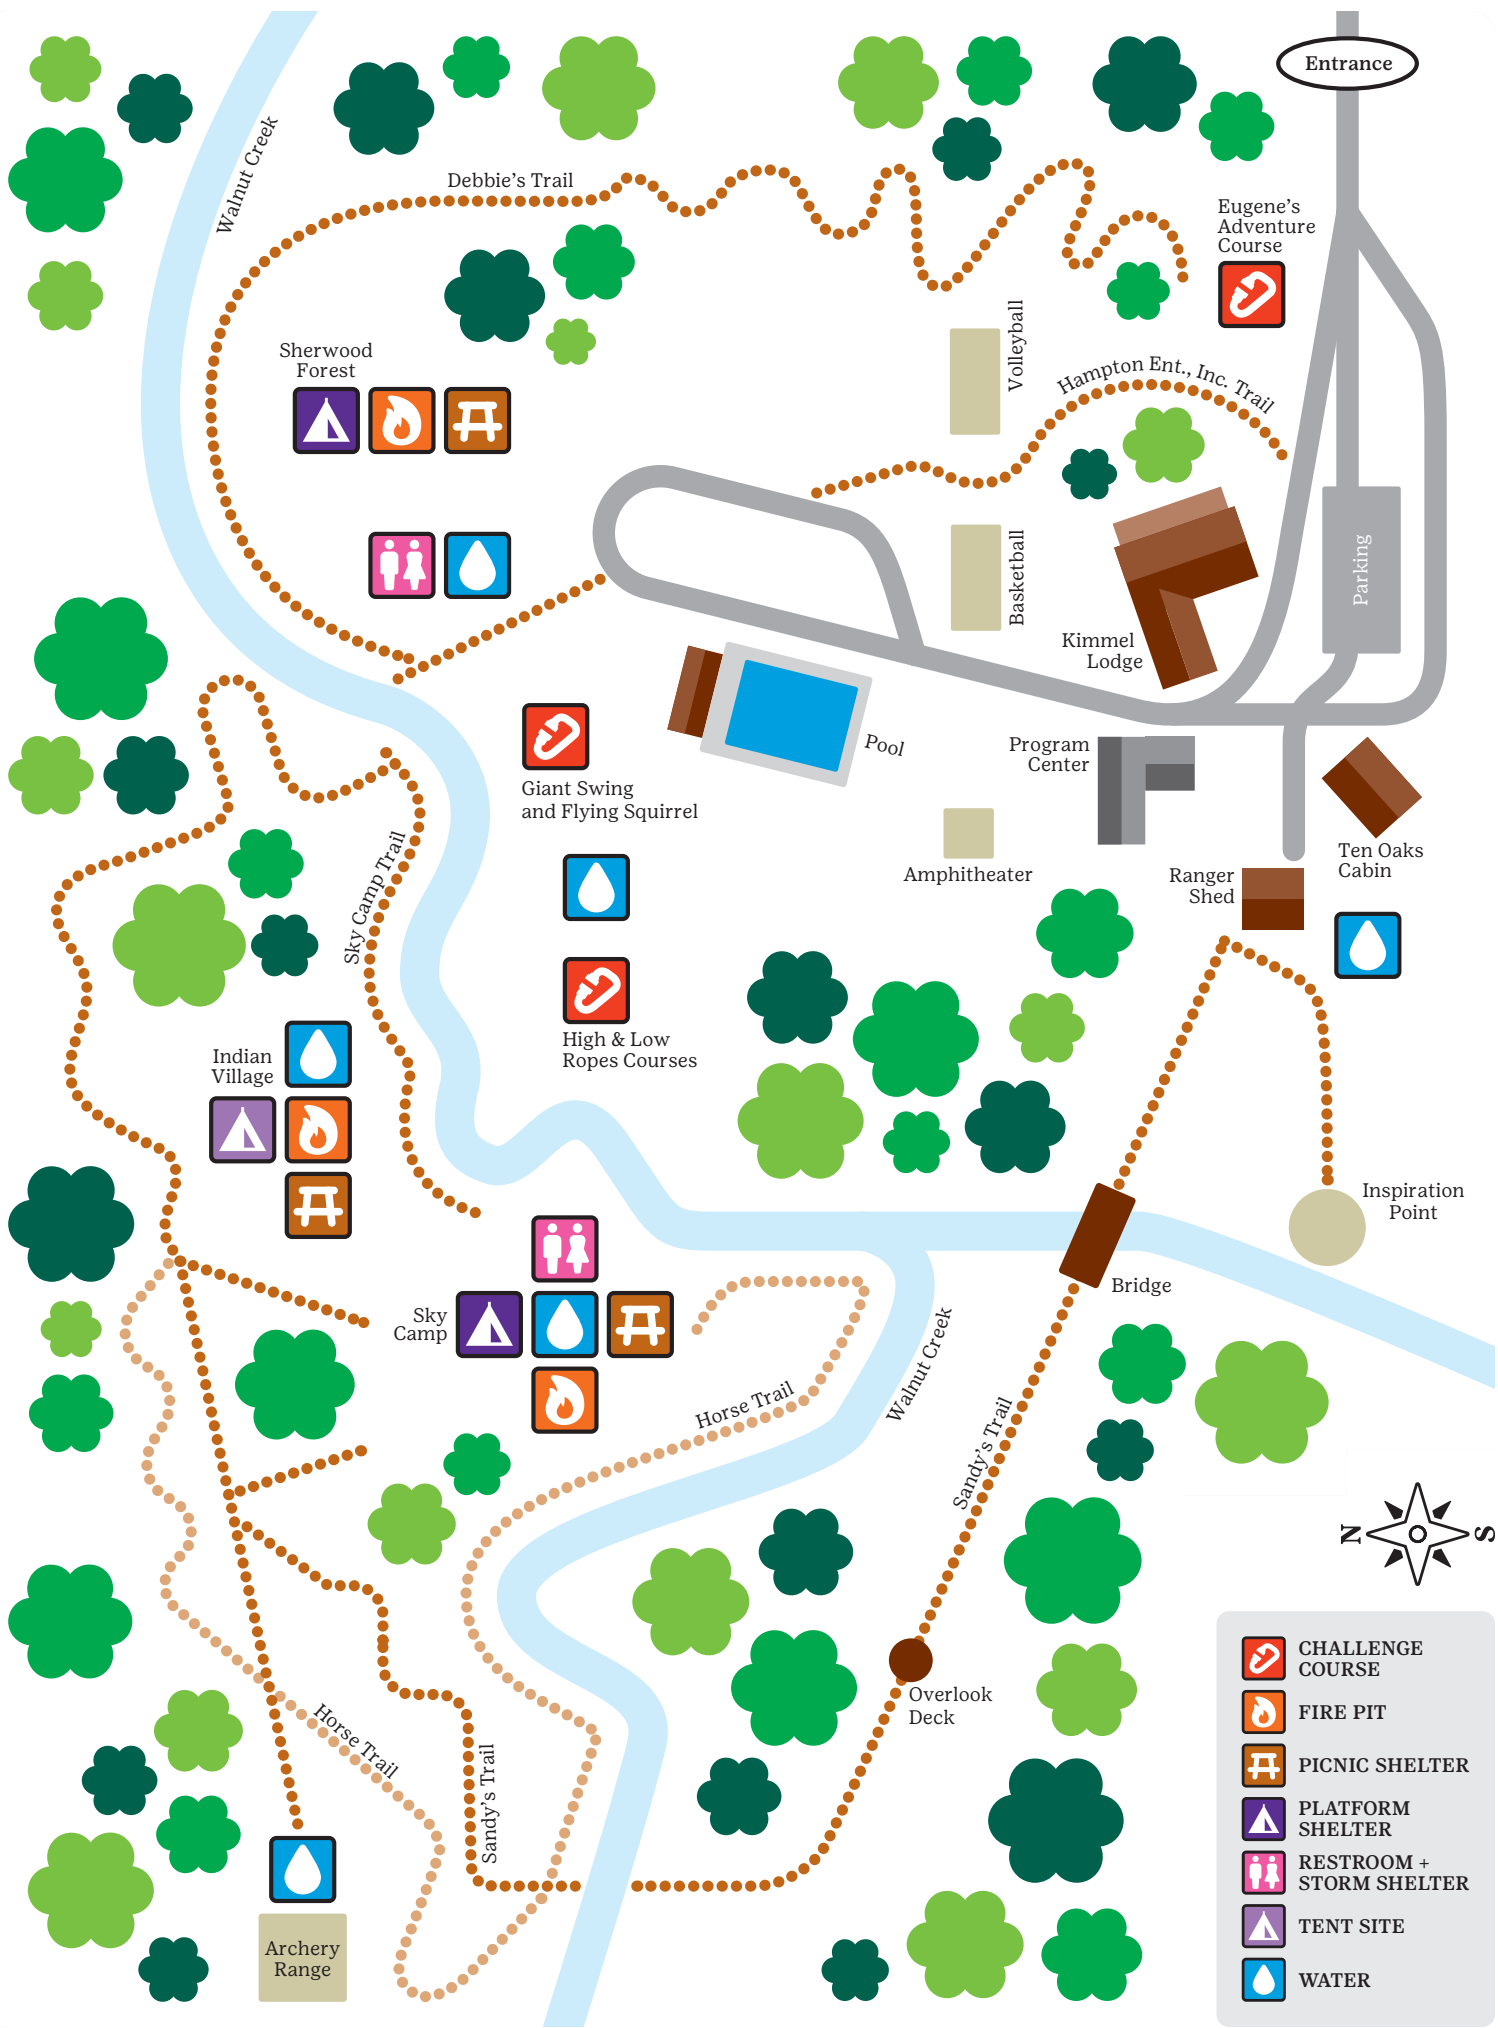 Entrance
Walnut Creek
Debbie's Trail
Eugene's
Adventure
Course
Volleyball
Sherwood
Forest
Hampton Ent., Inc. Trail
Parking
Basketball
Kimmel
Lodge
Pool
Program
Center
Giant Swing
and Flying Squirrel
Sky Camp Trail
Amphitheater
Ten Oaks
Cabin
Ranger
Shed
High & Low
Ropes Courses
Indian
Village
Inspiration
Point
Bridge
Sky
Camp
Walnut Creek
Horse Trail
Sandy's Trail
N
S
Overlook
Deck
Horse Trail
Sandy's Trail
Archery
Range
CHALLENGE
COURSE
FIRE PIT
PICNIC SHELTER
PLATFORM
SHELTER
RESTROOM +
STORM SHELTER
TENT SITE
WATER